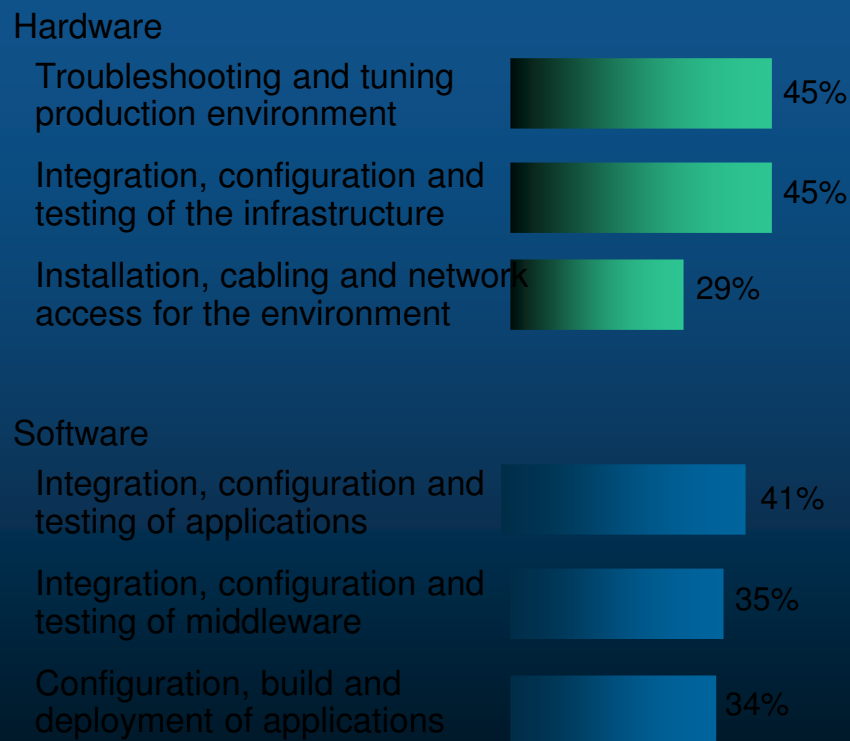 Hardware
Troubleshooting and tuning
production environment
45%
Integration, configuration and
testing of the infrastructure
45%
Installation, cabling and network
access for the environment
29%
Software
Integration, configuration and
testing of applications
41%
Integration, configuration and
testing of middleware
35%
Configuration, build and
deployment of applications
34%